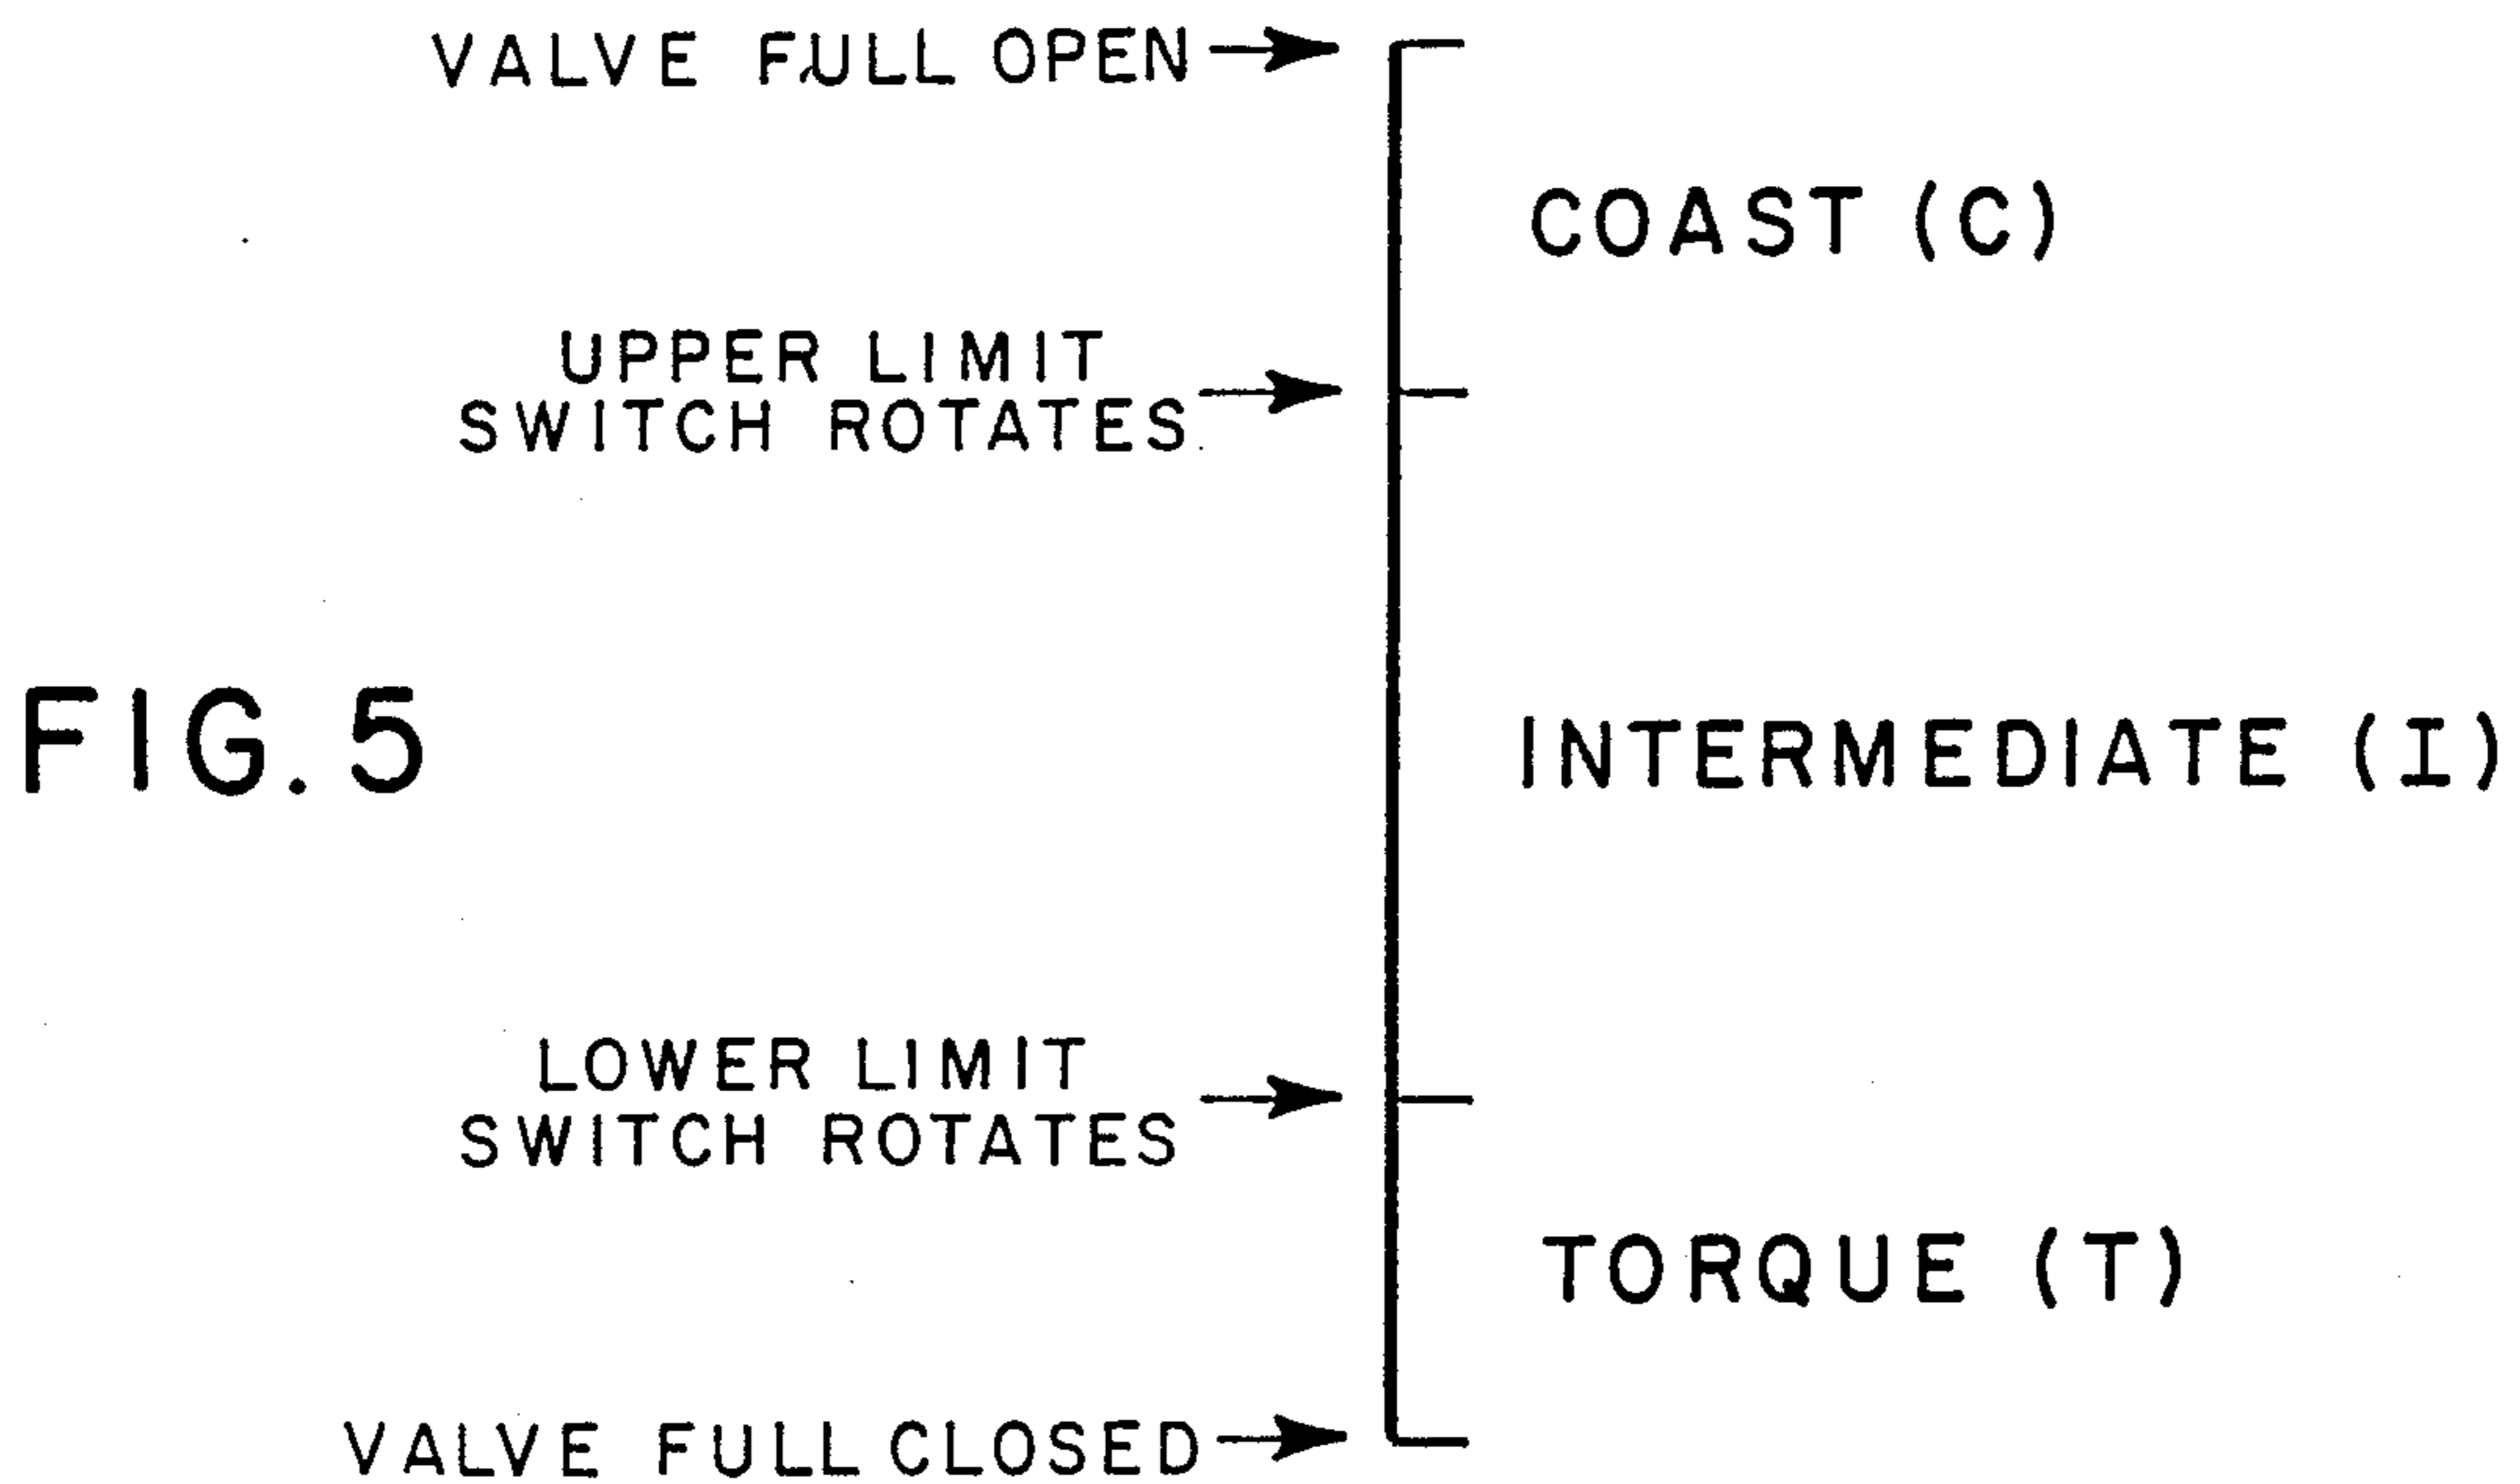 VALVE FULL OPEN
COAST (C)
UPPER LIMIT
SWITCH ROTATES
FIG. 5
INTERMEDIATE (I)
LOWER LIMIT
SWITCH ROTATES
TORQUE (T)
VALVE FULL CLOSED